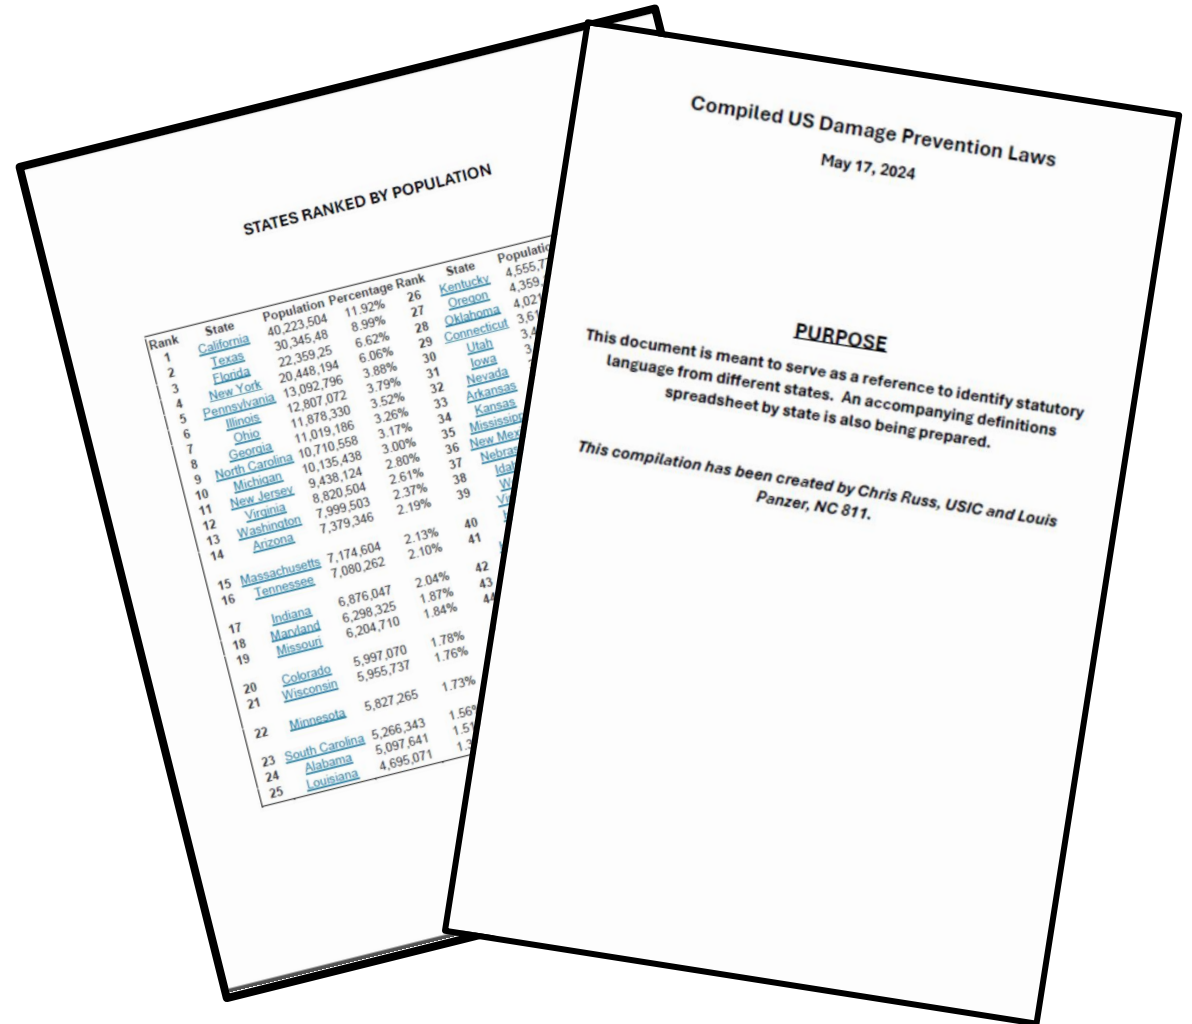 STATES RANKED BY POPULATION
Rank State Population Percentage Rank State
1 California 40,223,504 11.92% 26 Kentucky
2 Texas 30,345,48 8.99% 27 Oregon
3 Florida 22,359,25 6.62% 28 Oklahoma
4 New York 20,448,194 6.06% 29 Connecticut
5 Pennsylvania 13,092,796 3.88% 30 Utah
6 Illinois 12,807,072 3.79% 31 Iowa
7 Ohio 11,878,330 3.52% 32 Nevada
8 Georgia 11,019,186 3.26% 33 Arkansas
9 North Carolina 10,710,558 3.17% 34 Kansas
10 Michigan 10,135,438 3.00% 35
11 New Jersey 9,438,124 2.80% 36
12 Virginia 8,820,504 2.61% 37
13 Washington 7,999,503 2.37% 38
14 Arizona 7,379,346 2.19% 39
15 Massachusetts 7,174,604 2.13% 40
16 Tennessee 7,080,262 2.10% 41
17 Indiana 6,876,047 2.04% 42
18 Maryland 6,298,325 1.87% 43
19 Missouri 6,204,710 1.84%
20 Colorado 5,997,070 1.78%
21 Wisconsin 5,955,737 1.76%
22 Minnesota 5,827,265 1.73%
23 South Carolina 5,266,343
24 Alabama 5,097,641
25 Louisiana 4,695,071
Compiled US Damage Prevention Laws
May 17, 2024
PURPOSE
This document is meant to serve as a reference to identify statutory
language from different states. An accompanying definitions
spreadsheet by state is also being prepared.
This compilation has been created by Chris Russ, USIC and Louis
Panzer, NC 811.